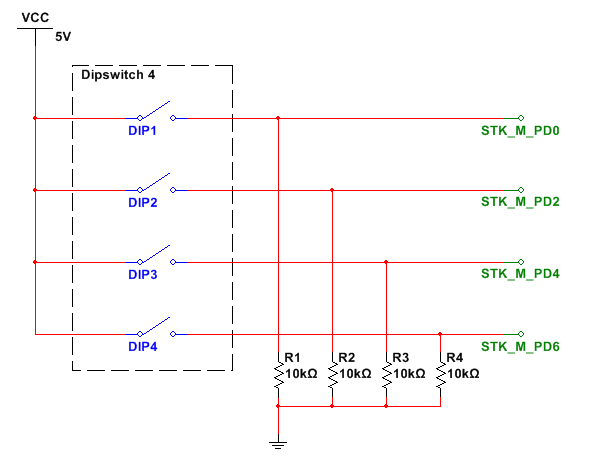 VCC
5V
Dipswitch 4
DIP1
STK_M_PD0
DIP2
STK_M_PD2
DIP3
STK_M_PD4
DIP4
STK_M_PD6
R1 R2 R3 R4
10kΩ 10kΩ 10kΩ 10kΩ